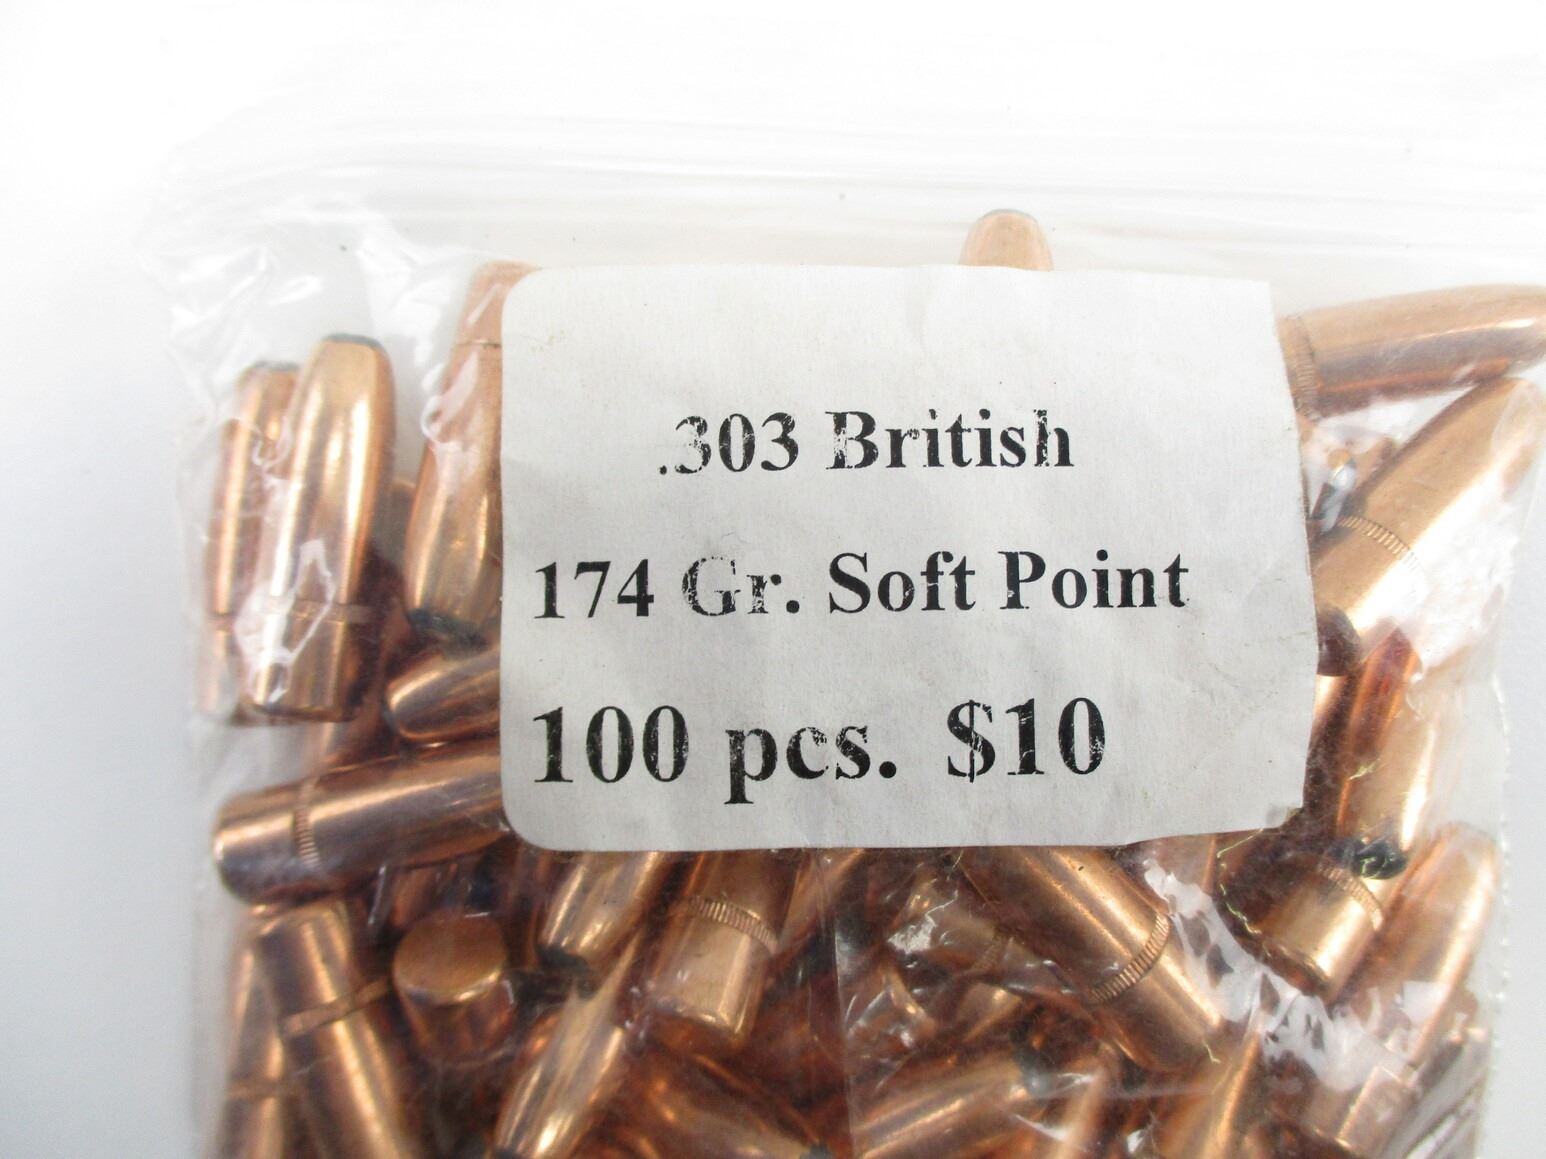 .303 British
174 Gr. Soft Point
100 pcs. $10